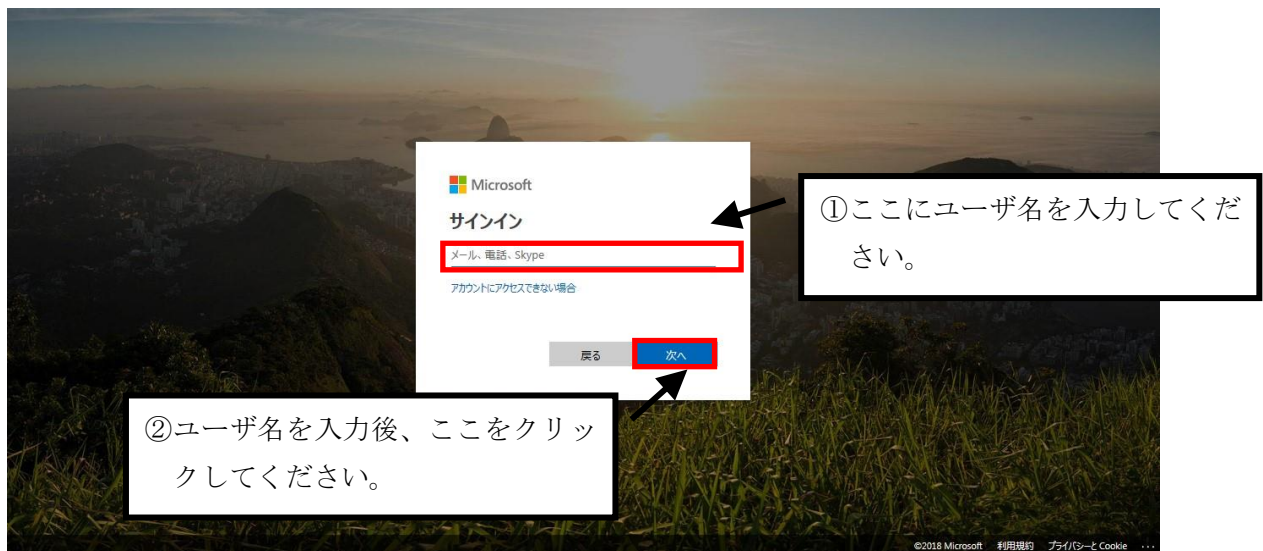 Microsoft
サインイン
メール、電話、Skype
アカウントにアクセスできない場合
戻る
次へ
①ここにユーザ名を入力してくだ
さい。
②ユーザ名を入力後、ここをクリッ
クしてください。
©2018 Microsoft 利用規約 プライバシーと Cookie ...